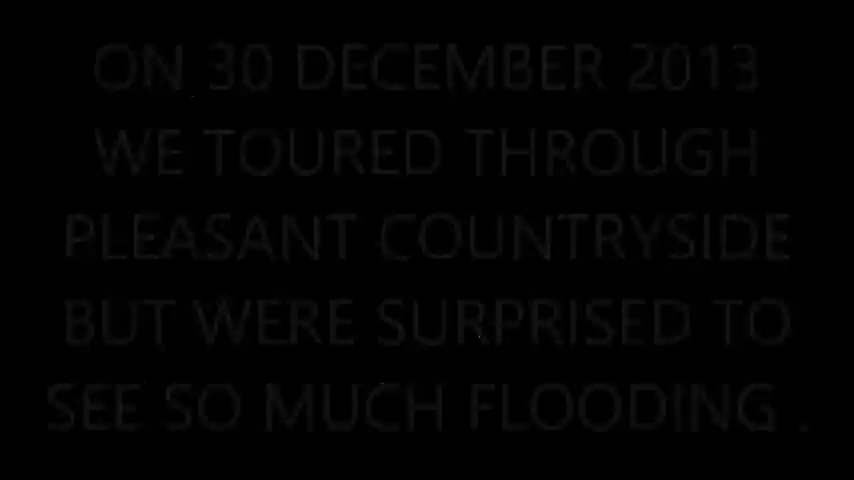 ON 30 DECEMBER 2013
WE TOURED THROUGH
PLEASANT COUNTRYSIDE
BUT WERE SURPRISED TO
SEE SO MUCH FLOODING .